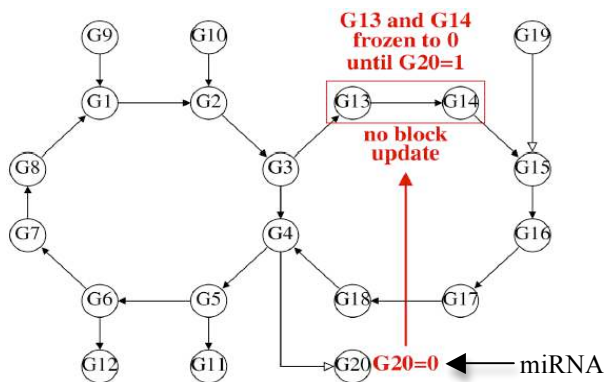 G9
G10
G13 and G14
frozen to 0
until G20=1
G19
G1
G2
G13
G14
no block
update
G8
G3
G15
G7
G4
G16
G6
G5
G18
G17
G12
G11
G20
G20=0
miRNA